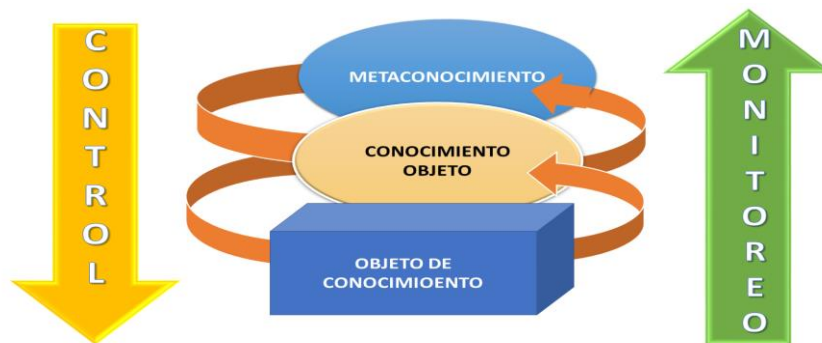 CONTROL
METACONOCIMIENTO
CONOCIMIENTO
OBJETO
OBJETO DE
CONOCIMIOENTO
MONITOREO